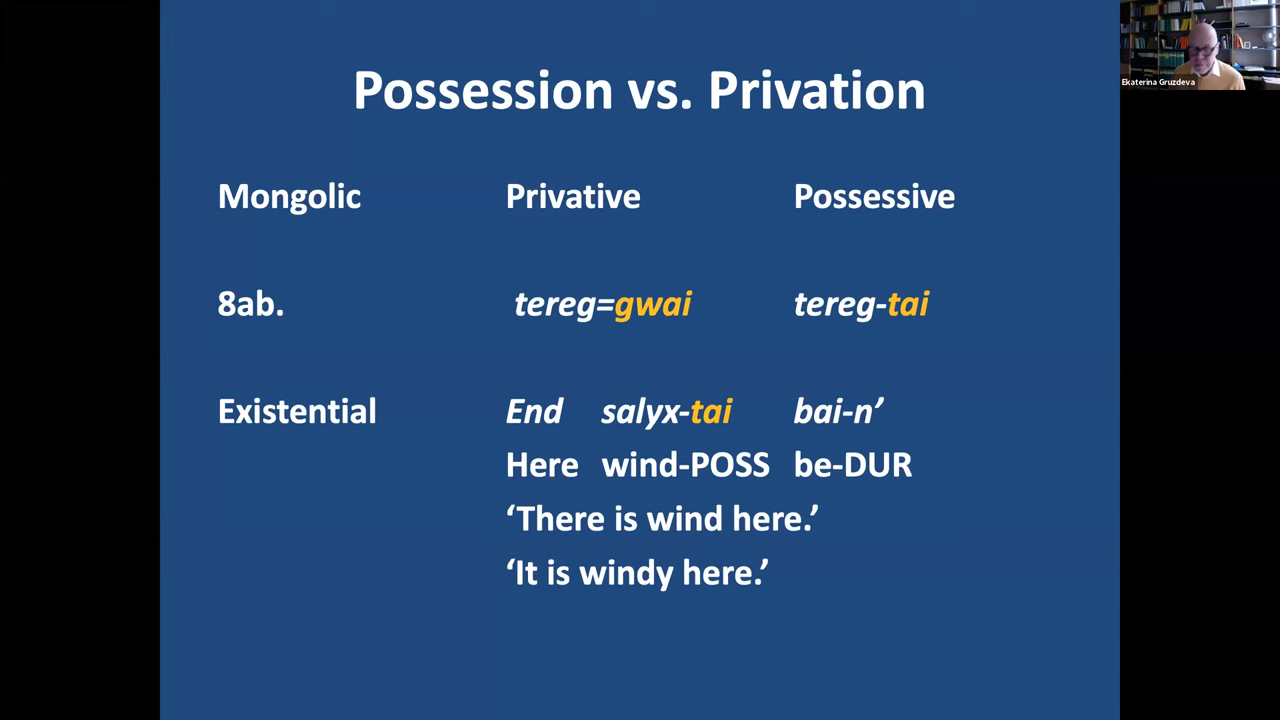 Possession vs. Privation
Ekaterina Gruzdeva
Mongolic Privative Possessive
8ab. tereg=gwai tereg-tai
Existential End salyx-tai bai-n’
Here wind-POSS be-DUR
‘There is wind here.’
‘It is windy here.’